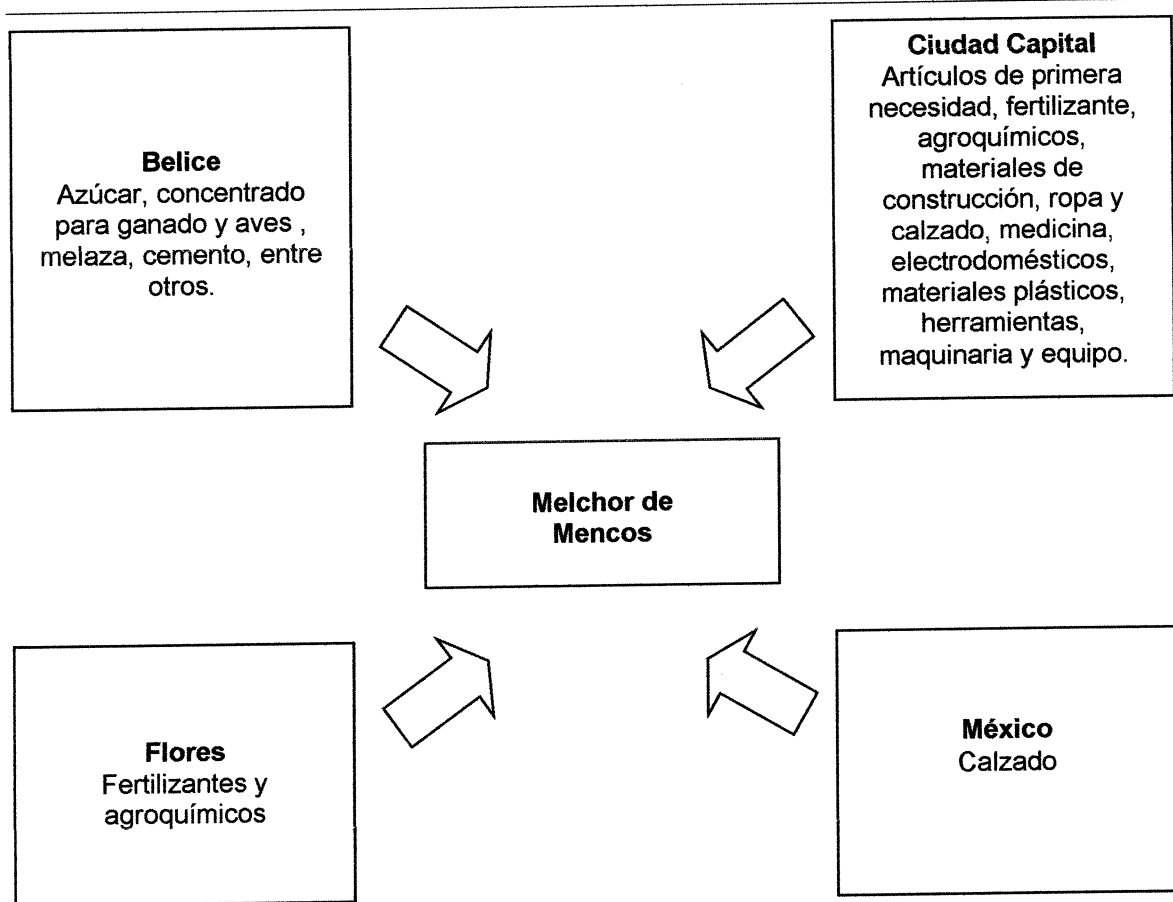 Belice
Azúcar, concentrado
para ganado y aves ,
melaza, cemento, entre
otros.
Ciudad Capital
Artículos de primera
necesidad, fertilizante,
agroquímicos,
materiales de
construcción, ropa y
calzado, medicina,
electrodomésticos,
materiales plásticos,
herramientas,
maquinaria y equipo.
Melchor de
Mencos
Flores
Fertilizantes y
agroquímicos
México
Calzado